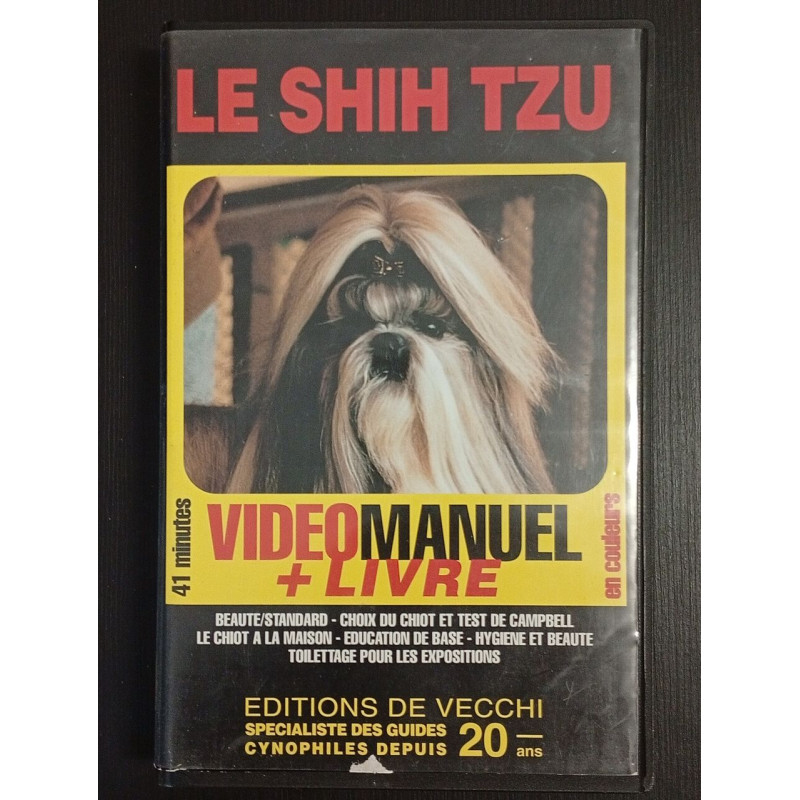 LE SHIH TZU
41 minutes
VIDEOMANUEL
+ LIVRE
en couleurs
BEAUTE/STANDARD - CHOIX DU CHIOT ET TEST DE CAMPBELL
LE CHIOT A LA MAISON - EDUCATION DE BASE - HYGIENE ET BEAUTE
TOILETTAGE POUR LES EXPOSITIONS
EDITIONS DE VECCHI
SPECIALISTE DES GUIDES
CYNOPHILES DEPUIS 20 ans